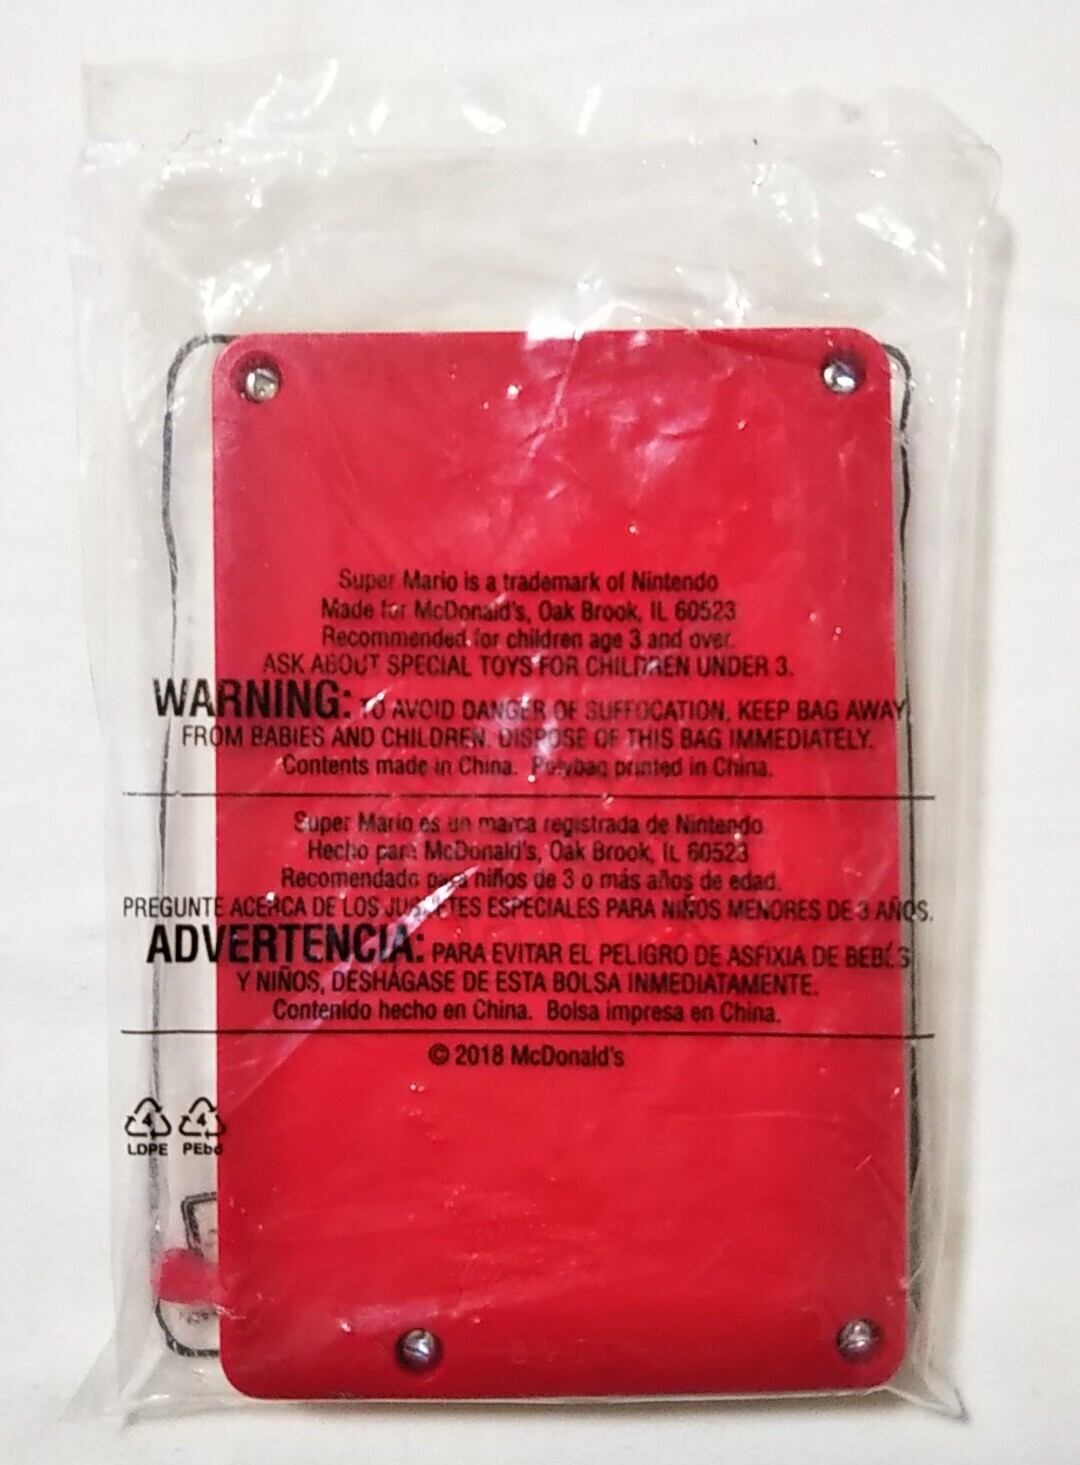 Super Mario is a trademark of Nintendo
Made for McDonald's, Oak Brook, IL 60523
Recommended for children age 3 and over.
ASK ABOUT SPECIAL TOYS FOR CHILDREN UNDER 3.
WARNING: TO AVOID DANGER OF SUFFOCATION, KEEP BAG AWAY
FROM BABIES AND CHILDREN. DISPOSE OF THIS BAG IMMEDIATELY.
Contents made in China. Polybag printed in China.
Super Mario es un marca registrada de Nintendo
Hecho para McDonald's, Oak Brook, IL 60523
Recomendado para niños de 3 o más años de edad.
PREGUNTE ACERCA DE LOS JUGUETES ESPECIALES PARA NIÑOS MENORES DE 3 AÑOS.
ADVERTENCIA: PARA EVITAR EL PELIGRO DE ASFIXIA DE BEBÉS
Y NIÑOS, DESHÁGASE DE ESTA BOLSA INMEDIATAMENTE.
Contenido hecho en China. Bolsa impresa en China.
© 2018 McDonald's
4 4
LDPE PEbd